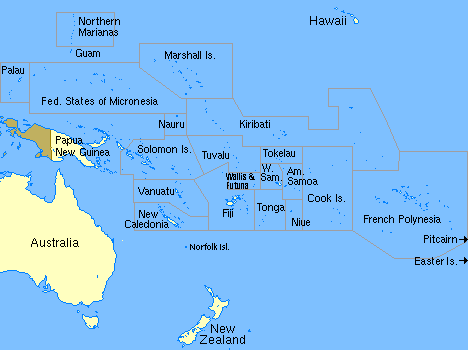 Northern
Marianas
Hawaii
Guam
Marshall Is.
Palau
Fed. States of Micronesia
Nauru
Kiribati
Papua
New Guinea
Solomon Is.
Tuvalu
Tokelau
W.
Sam.
Am.
Samoa
Wallis &
Futuna
Vanuatu
Cook Is.
New
Caledonia
Fiji
Tonga
Niue
French Polynesia
Australia
Norfolk Isl.
Pitcairn
Easter Is.
New
Zealand